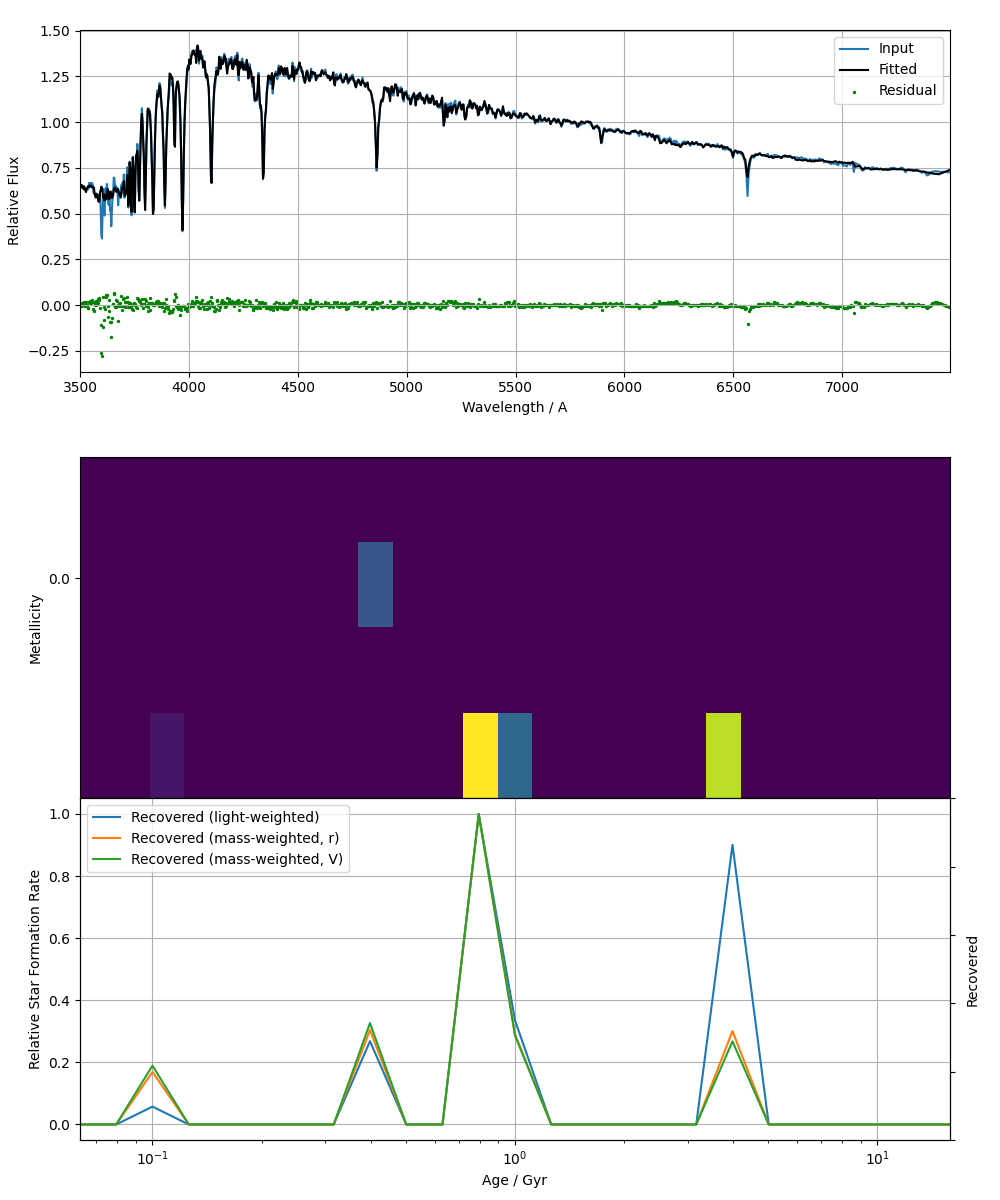 1.50
1.25
1.00
0.75
0.50
0.25
0.00
−0.25
Relative Flux
Input
Fitted
Residual
3500 4000 4500 5000 5500 6000 6500 7000
Wavelength / A
0.0
Metallicity
1.0
0.8
0.6
0.4
0.2
0.0
Relative Star Formation Rate
Recovered (light-weighted)
Recovered (mass-weighted, r)
Recovered (mass-weighted, V)
Recovered
10⁻¹ 10⁰ 10¹
Age / Gyr